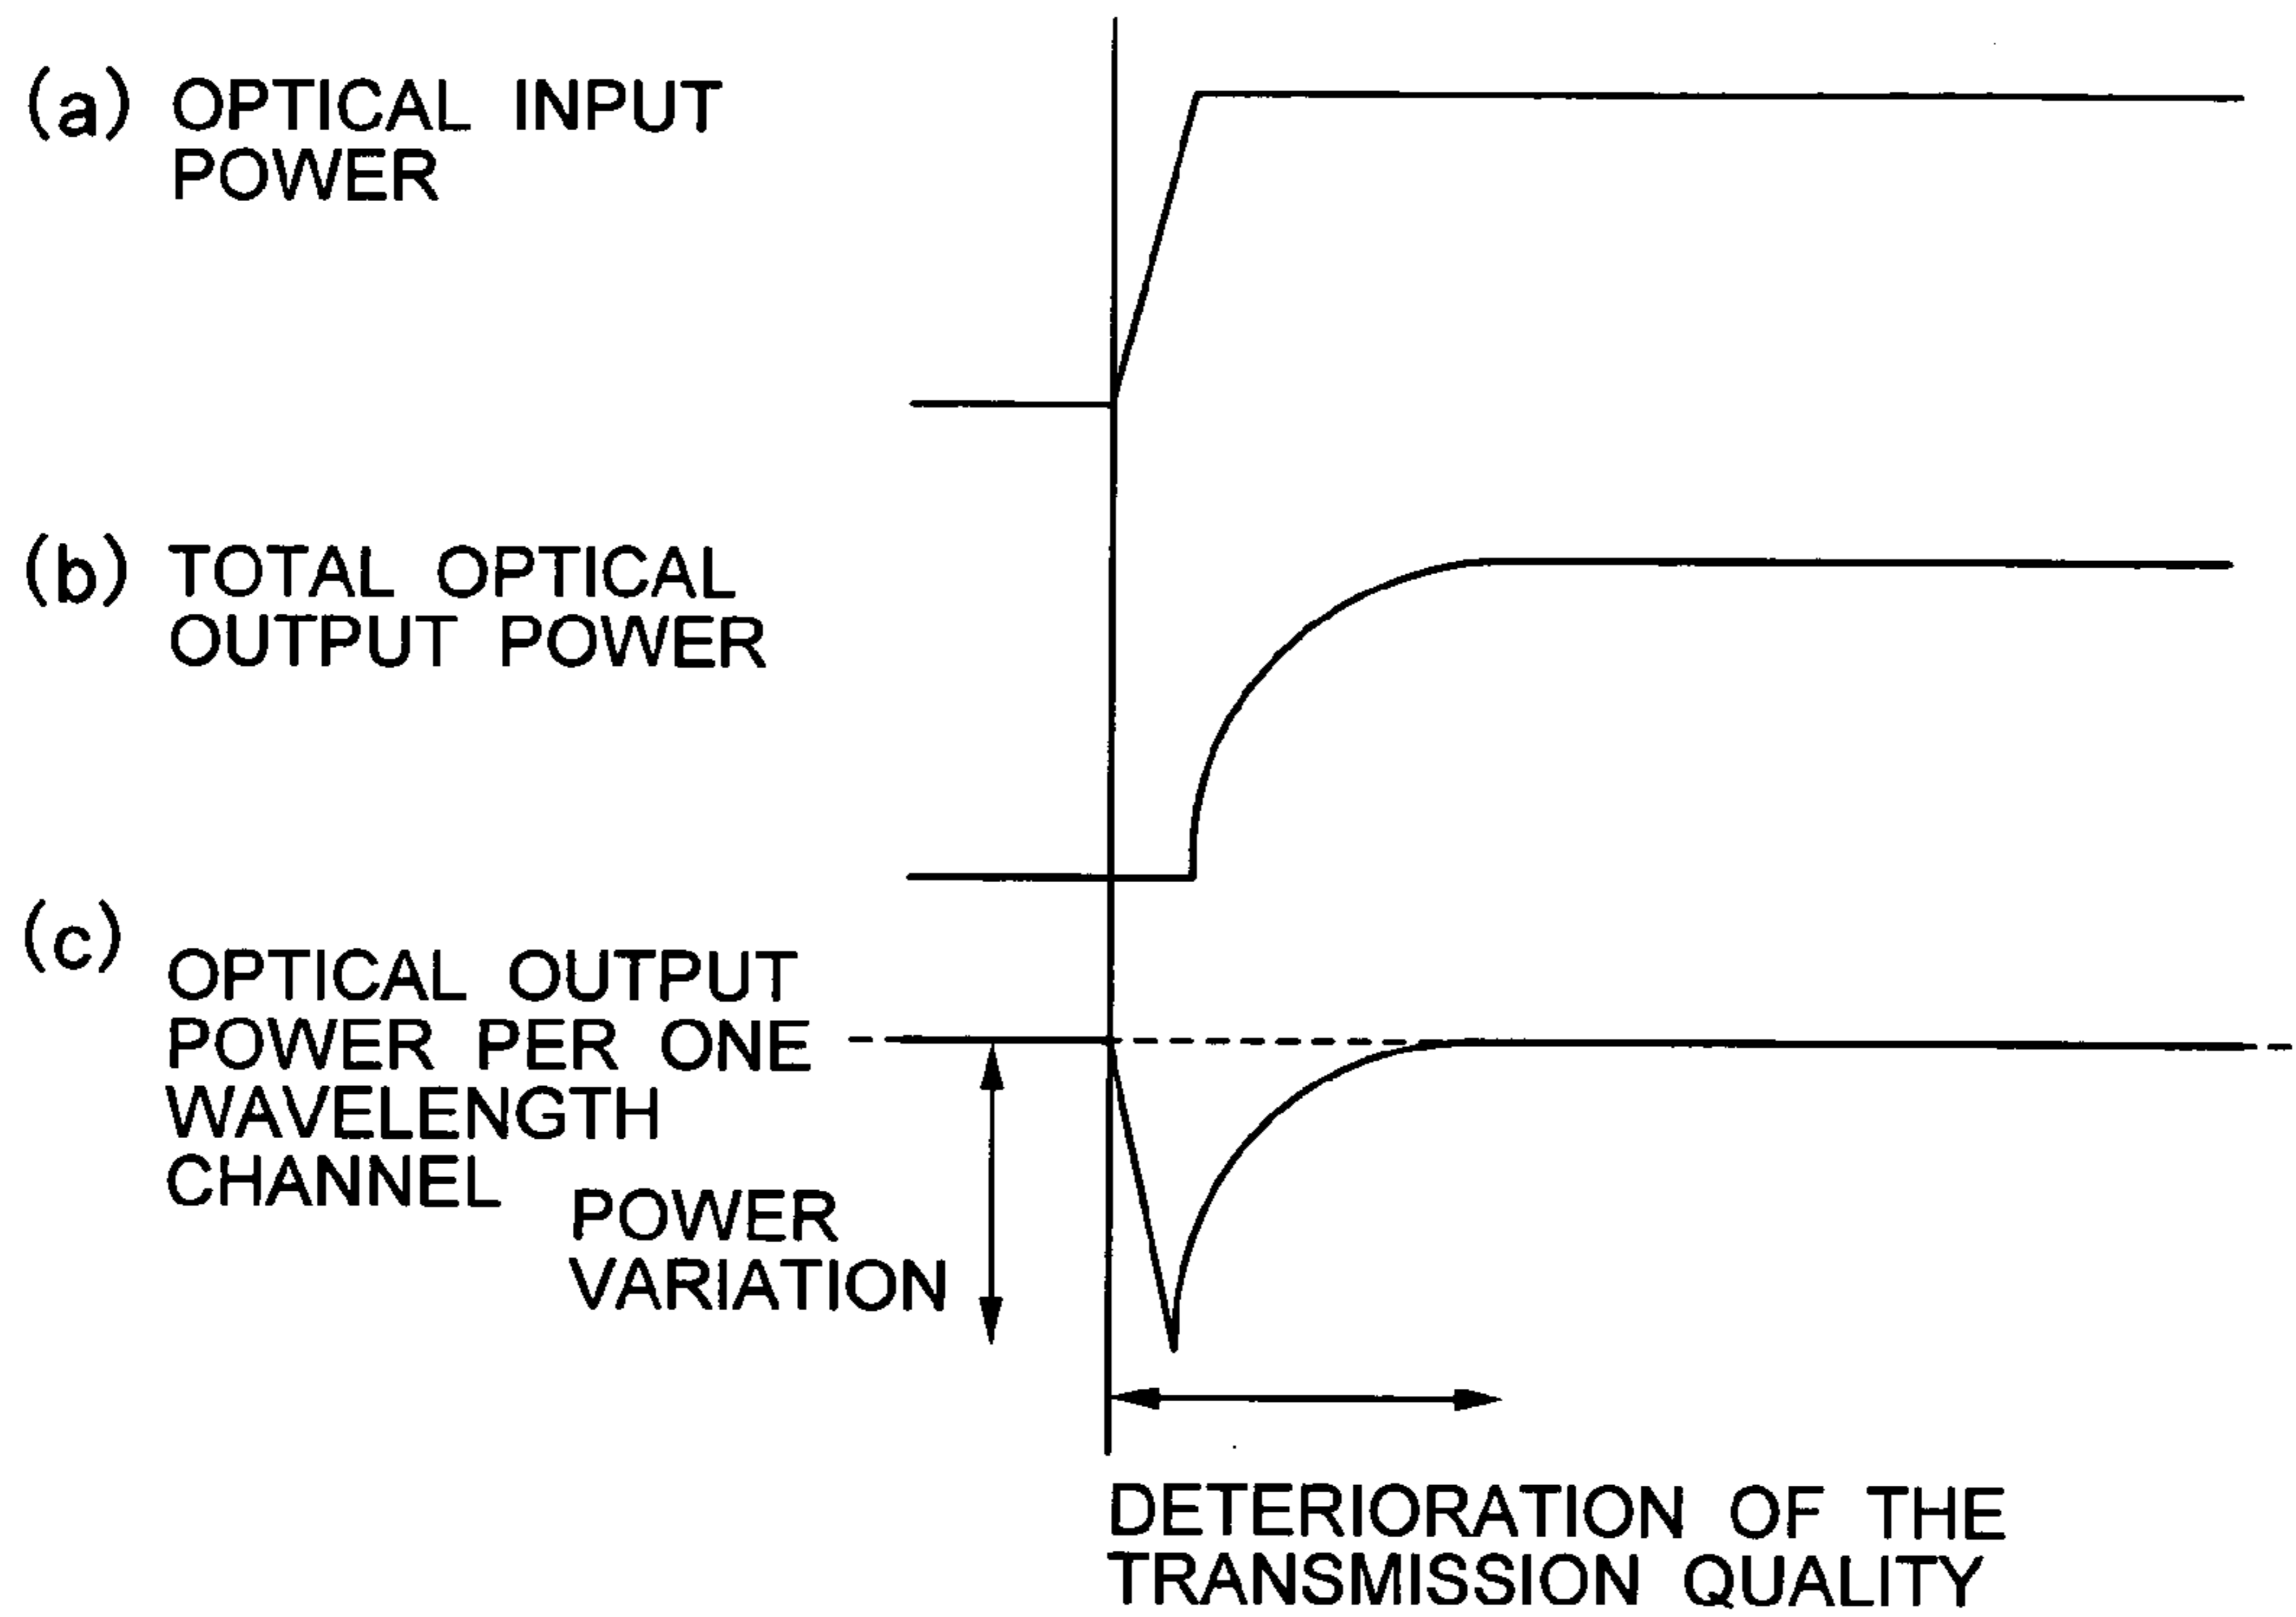 (a) OPTICAL INPUT
POWER
(b) TOTAL OPTICAL
OUTPUT POWER
(c)
OPTICAL OUTPUT
POWER PER ONE
WAVELENGTH
CHANNEL
POWER
VARIATION
DETERIORATION OF THE
TRANSMISSION QUALITY